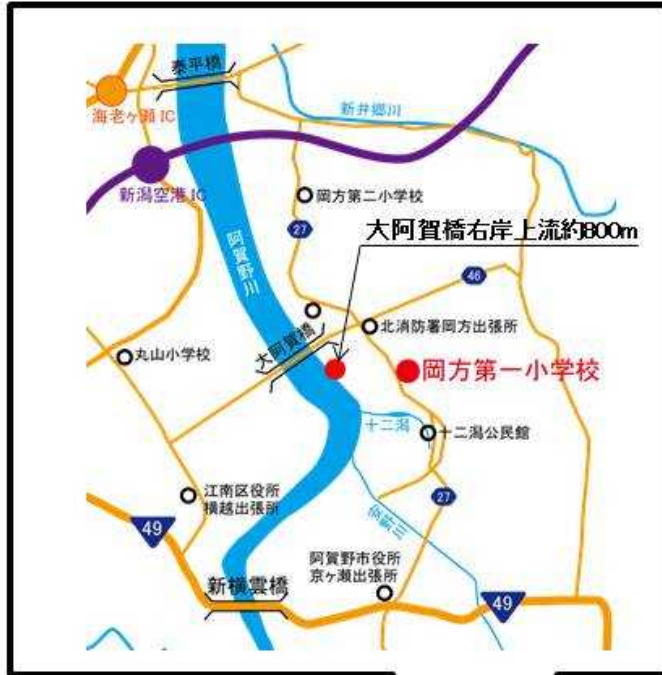 泰平橋
海老ヶ瀬IC
新井郷川
新潟空港IC
岡方第二小学校
27
大阿賀橋右岸上流約800m
阿賀野川
46
北消防署岡方出張所
大阿賀橋
丸山小学校
岡方第一小学校
十二潟
十二潟公民館
江南区役所
横越出張所
27
49
安野川
阿賀野市役所
京ヶ瀬出張所
新横雲橋
49